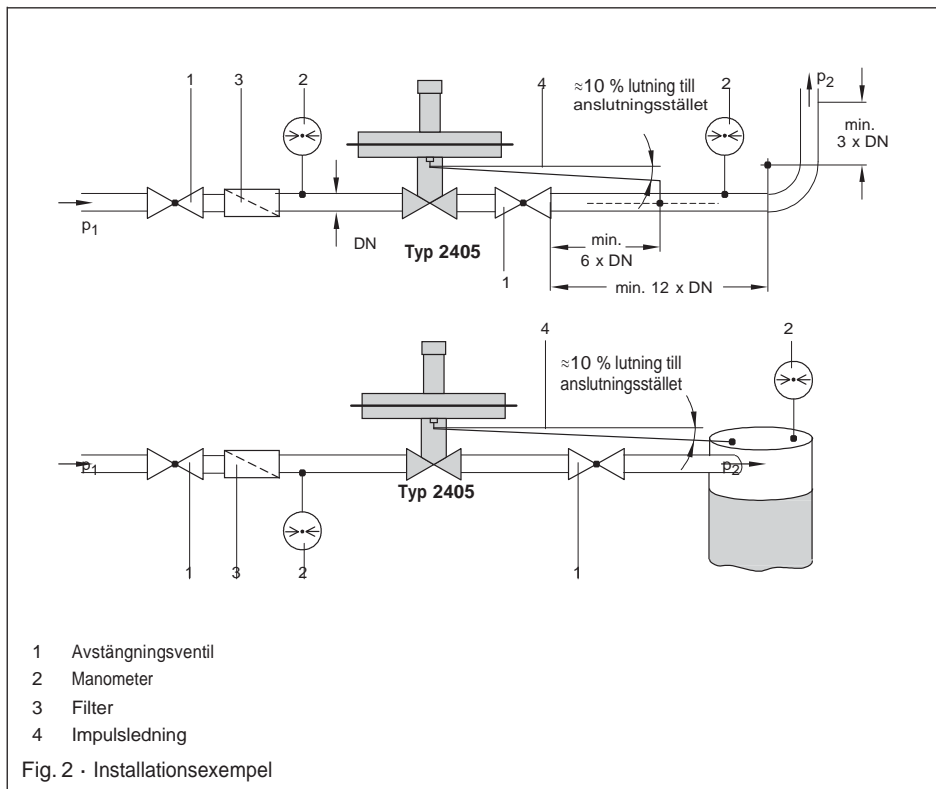 1 3 2 4 ≈10 % lutning till 2 p2
anslutningsstället
min.
3 x DN
p1 DN Typ 2405 min.
6 x DN
1 min. 12 x DN
4 2
≈10 % lutning till
anslutningsstället
p1 p2
Typ 2405
1 3 2 1
1 Avstängningsventil
2 Manometer
3 Filter
4 Impulsledning
Fig. 2 · Installationsexempel